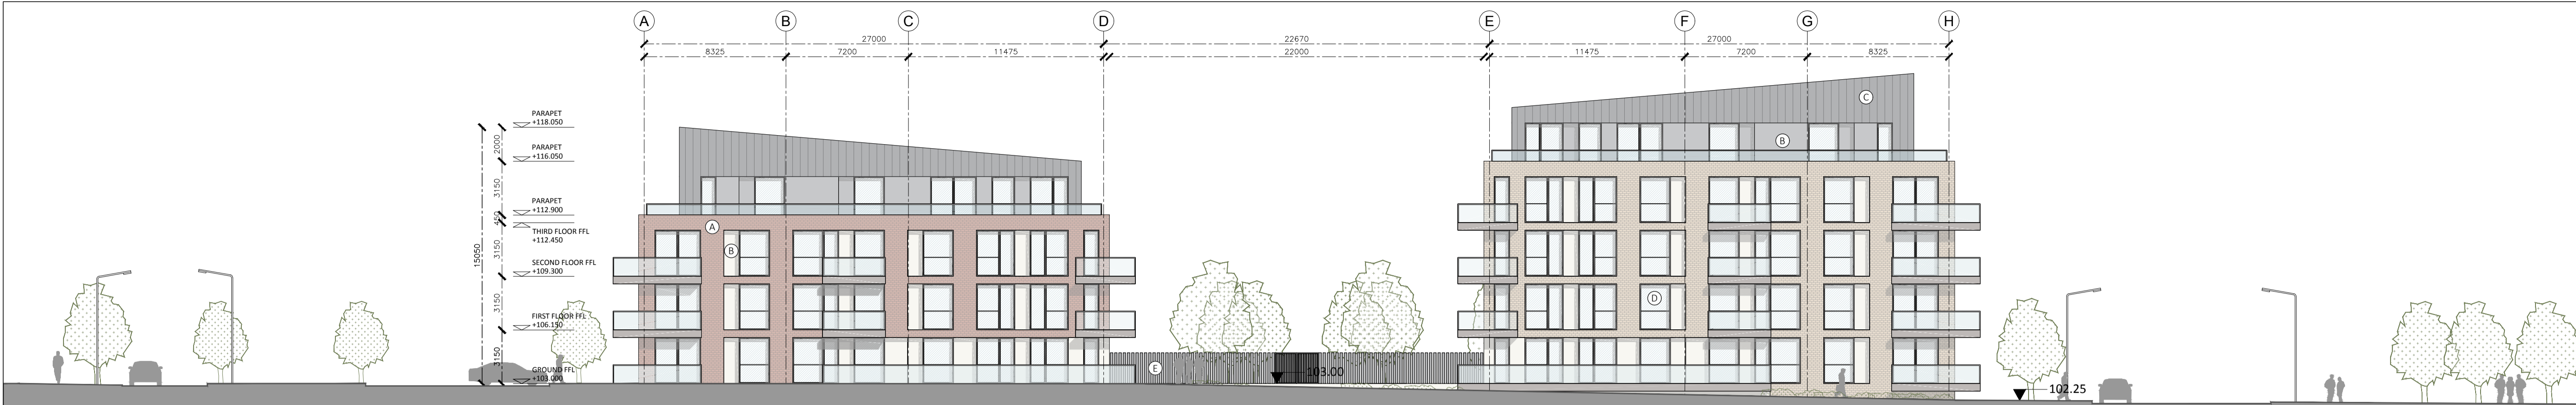 A B C D E F G H
27000 22670 27000
8325 7200 11475 22000 11475 7200 8325
PARAPET
+118.050
PARAPET
+116.050
PARAPET
+112.900
THIRD FLOOR FFL
+112.450
SECOND FLOOR FFL
+109.300
FIRST FLOOR FFL
+106.150
GROUND FFL
+103.000
15050
2000
3150
450
3150
3150
3150
A
B
E
103.00
C
B
D
102.25